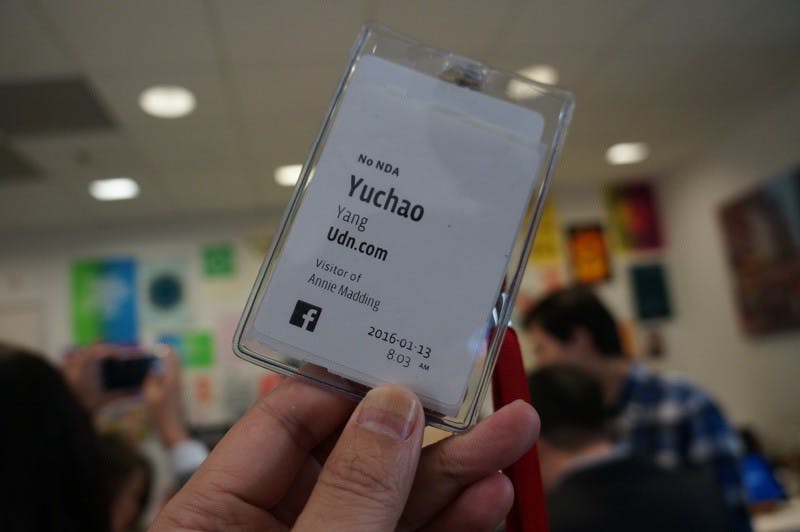 No NDA
Yuchao
Yang
Udn.com
Visitor of
Annie Madding
f
2016-01-13
8:03 AM